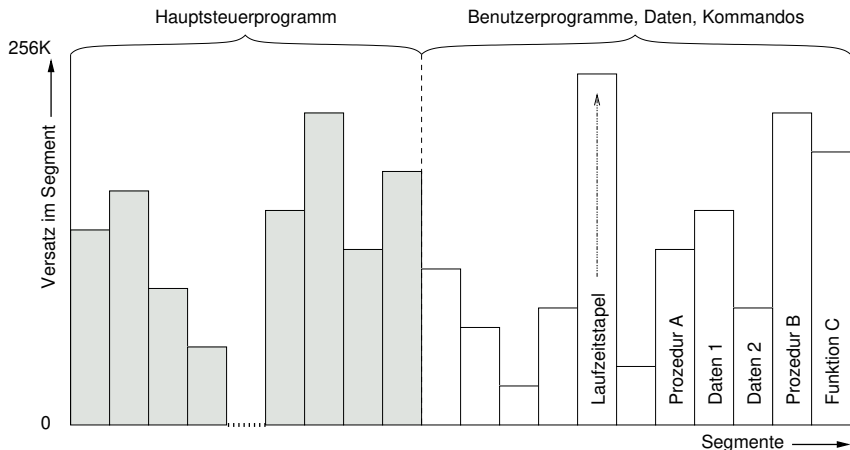 Hauptsteuerprogramm
Benutzerprogramme, Daten, Kommandos
256K
Versatz im Segment
0
Laufzeitstapel
Prozedur A
Daten 1
Daten 2
Prozedur B
Funktion C
Segmente